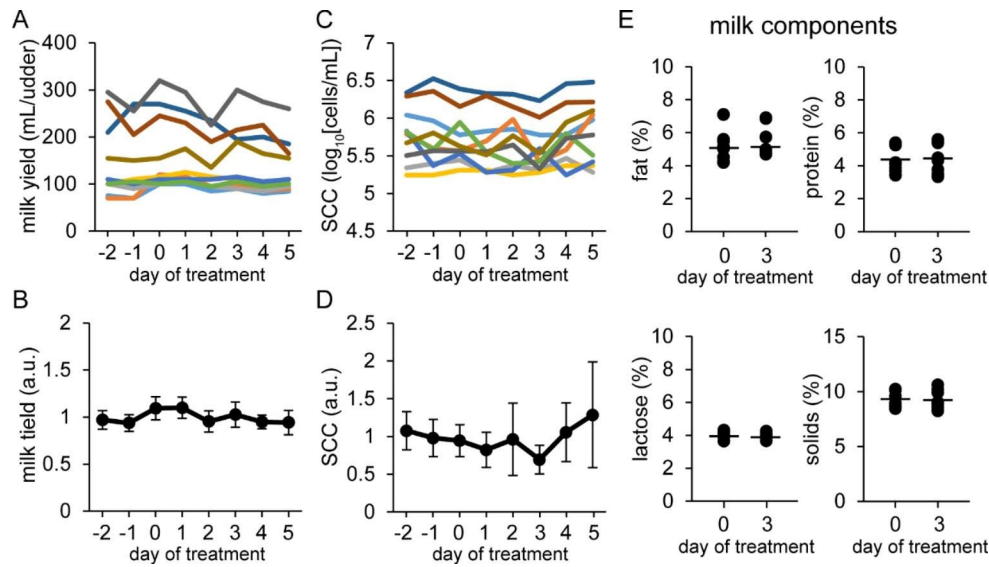 A
400
300
200
100
0
milk yield (mL/udder)
-2 -1 0 1 2 3 4 5
day of treatment
C
7
6.5
6
5.5
5
4.5
SCC (log10[cells/mL])
-2 -1 0 1 2 3 4 5
day of treatment
E
milk components
10
8
6
4
2
0
fat (%)
0 3
day of treatment
10
8
6
4
2
0
protein (%)
0 3
day of treatment
B
2
1.5
1
0.5
0
milk tield (a.u.)
-2 -1 0 1 2 3 4 5
day of treatment
D
2.5
2
1.5
1
0.5
0
SCC (a.u.)
-2 -1 0 1 2 3 4 5
day of treatment
10
8
6
4
2
0
lactose (%)
0 3
day of treatment
15
10
5
0
solids (%)
0 3
day of treatment